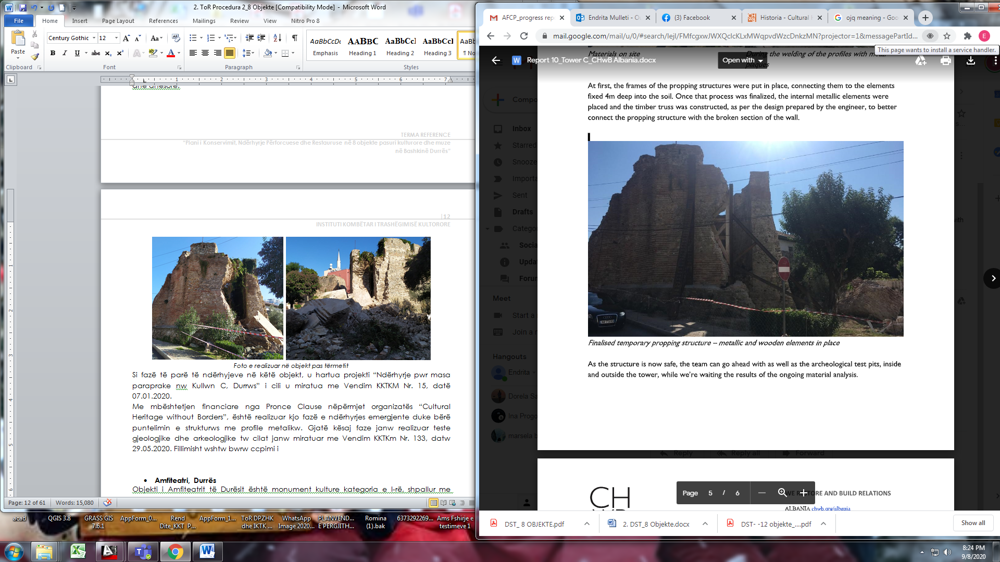 2. ToR Procedura 2_8 Objekte [Compatibility Mode] - Microsoft Word
File Home Insert Page Layout References Mailings Review View Nitro Pro 8
Paste
Clipboard
Century Gothic 12
Font
Paragraph
AaBbCcDc AaBbC AaBbCcl AaBbCcl AaBb
Emphasis Heading 1 Heading 2 Heading 3 ¶ No
Styles
dhe anësore.
TERMA REFERENCE
“Plani i Konservimit, Ndërhyrje Përforcuese dhe Restauruse në 8 objekte pasuri kulturore dhe muze
në Bashkinë Durrës”
|12
INSTITUTI KOMBËTAR I TRASHËGIMISË KULTORORE
Foto e realizuar në objekt pas tërmetit
Si fazë të parë të ndërhyjeve në këtë objekt, u hartua projekti “Ndërhyrje pwr masa
paraprake nw Kullwn C, Durrws” i cili u miratua me Vendim KKTKM Nr. 15, datë
07.01.2020.
Me mbështetjen financiare nga Pronce Clause nëpërmjet organizatës “Cultural
Heritage without Borders”, është realizuar kjo fazë e ndërhyrjes emergjente duke bërë
puntelimin e strukturws me profile metalikw. Gjatë kësaj faze janw realizuar teste
gjeologjike dhe arkeologjike tw cilat janw miratuar me Vendim KKTKm Nr. 133, datw
29.05.2020. Fillimisht wshtw bwrw ccpimi i
• Amfiteatri, Durrës
Objekti i Amfiteatrit të Durësit është monument kulture kategoria e I-rë, shpallur me
Page: 12 of 61 Words: 15,080
AFCP_progress rep
Endrita Mulleti - O
(3) Facebook
Historia - Cultural
ojq meaning - Goo
mail.google.com/mail/u/0/#search/lejl/FMfcgxwJWXQclcKLxMWqpvdWzcDnkzMN?projector=1&messagePartId...
This page wants to install a service handler.
Report 10_Tower C_CHwB Albania.docx
Open with
Materials on site
During the welding of the profiles with metal
plaques
At first, the frames of the propping structures were put in place, connecting them to the elements
fixed 4m deep into the soil. Once that process was finalized, the internal metallic elements were
placed and the timber truss was constructed, as per the design prepared by the engineer, to better
connect the propping structure with the broken section of the wall.
Finalised temporary propping structure – metallic and wooden elements in place
As the structure is now safe, the team can go ahead with as well as the archeological test pits, inside
and outside the tower, while we’re waiting the results of the ongoing material analysis.
Compo
Inbox
Starred
Snooze
Importa
Sent
Drafts
Catego
Socia
Updat
Forum
Meet
Start a
Join a m
Hangouts
Endrita
Dorela Sa
Ina Progo
marsela b
Reply Reply all Forward
Page 5 / 6
CH
WE RESTORE AND BUILD RELATIONS
ALBANIA chwb.org/albania
DST_ 8 OBJEKTE.pdf
2. DST_8 Objekte.docx
DST- -12 objekte_....pdf
Show all
acad
QGIS 3.8
GRASS GIS
7.6.1
AppForm_0...
Rend
Dite_KKT P...
AppForm_1...
ToR DPZHK
dhe IKTK ...
WhatsApp
Image 2020...
PLANVEND...
E PERGJITH...
Romina
(1).bak
6373292269...
Ams Fshirje e
testimeve 1
8:24 PM
9/8/2020